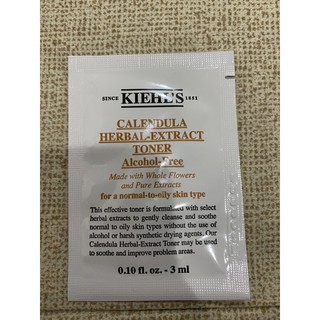 SINCE KIEHL'S 1851
CALENDULA
HERBAL-EXTRACT
TONER
Alcohol-Free
Made with Whole Flowers
and Pure Extracts
for a normal-to-oily skin type
This effective toner is formulated with select
herbal extracts to gently cleanse and soothe
normal to oily skin types without the use of
alcohol or harsh synthetic drying agents. Our
Calendula Herbal-Extract Toner may be used
to soothe and improve problem areas.
0.10 fl. oz. - 3 ml